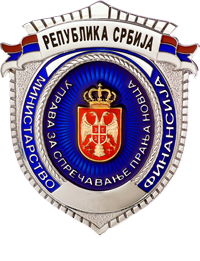 РЕПУБЛИКА СРБИЈА
МИНИСТАРСТВО
ФИНАНСИЈА
УПРАВА ЗА СПРЕЧАВАЊЕ ПРАЊА НОВЦА